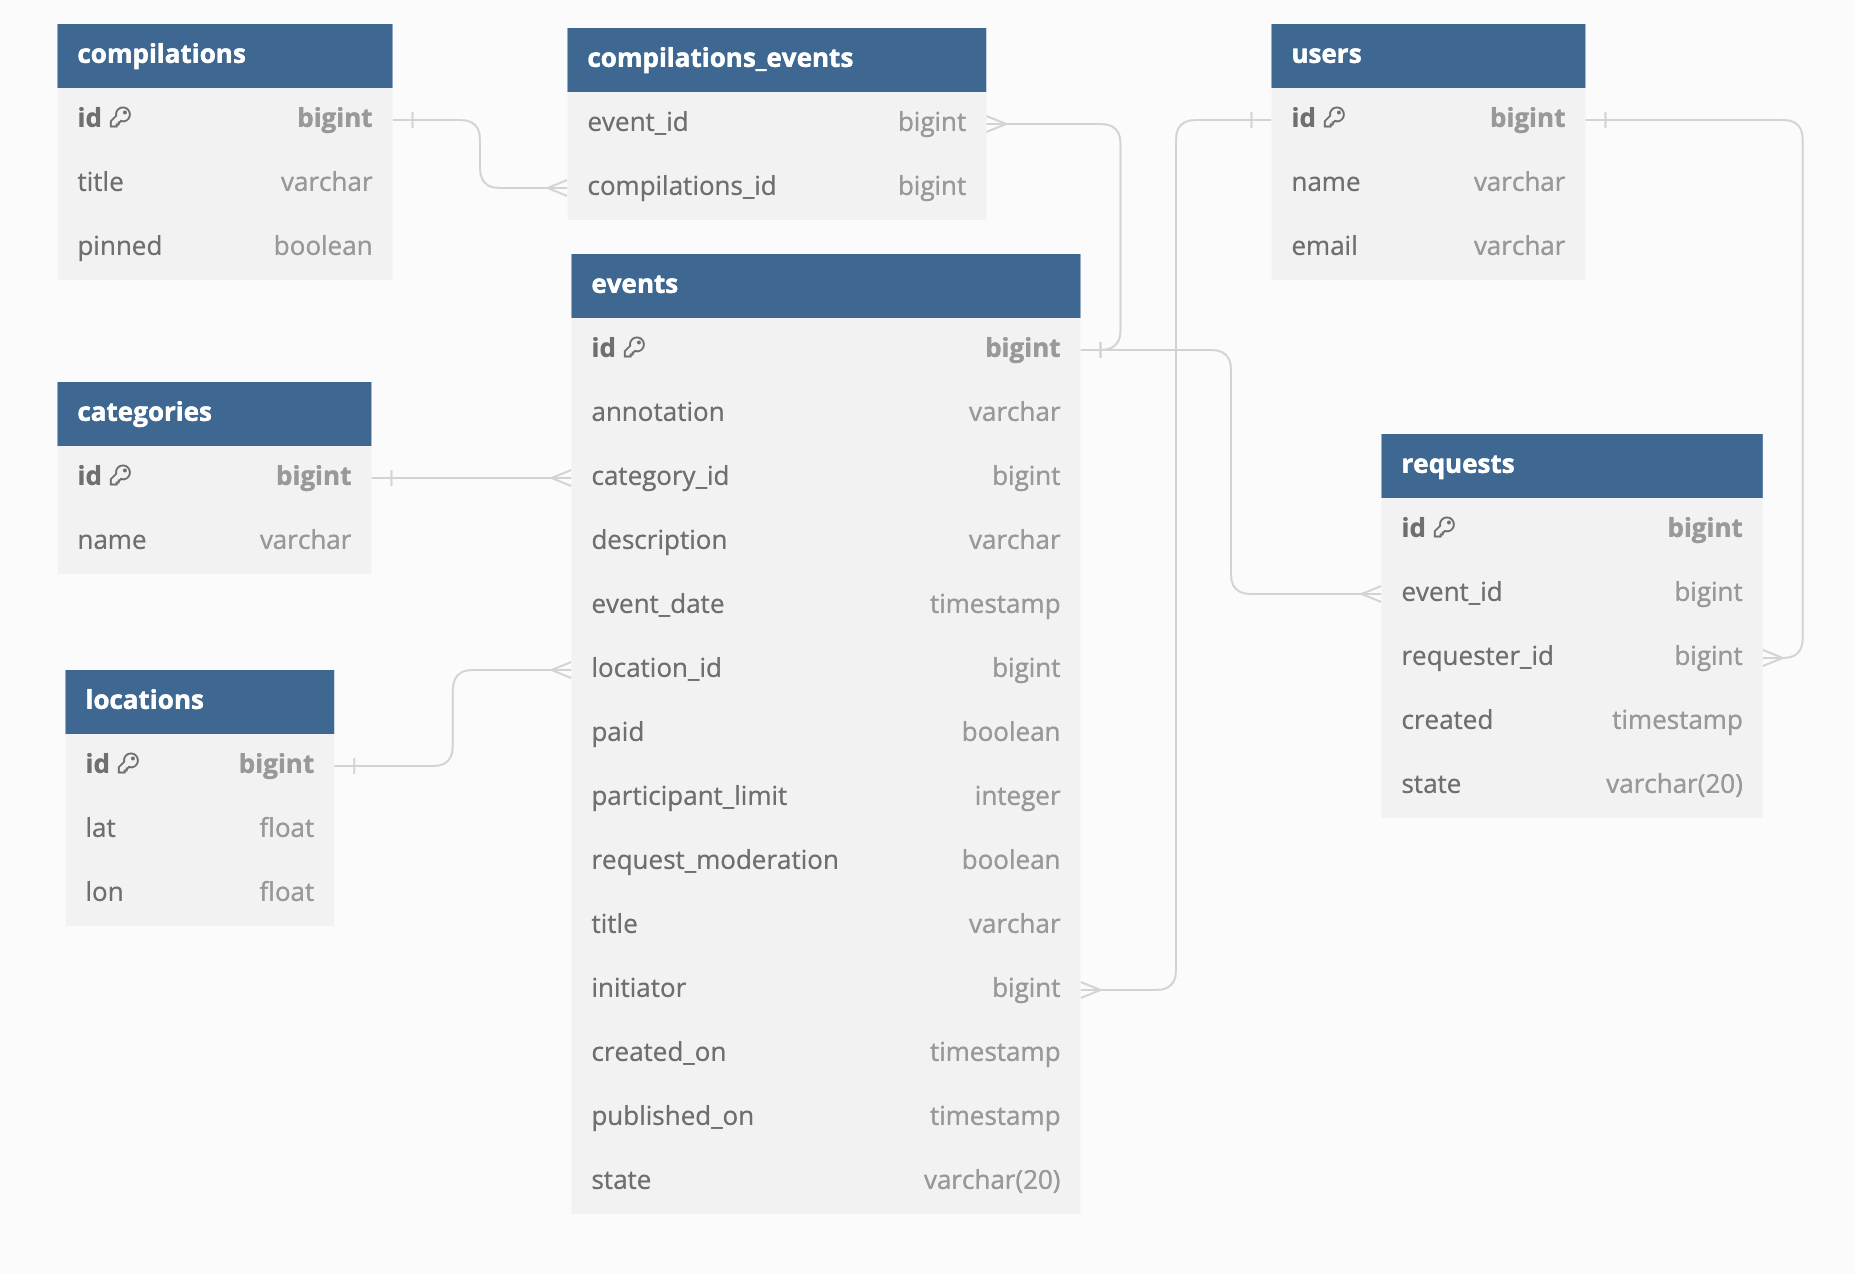 compilations
id bigint
title varchar
pinned boolean
compilations_events
event_id bigint
compilations_id bigint
users
id bigint
name varchar
email varchar
events
id bigint
annotation varchar
category_id bigint
description varchar
event_date timestamp
location_id bigint
paid boolean
participant_limit integer
request_moderation boolean
title varchar
initiator bigint
created_on timestamp
published_on timestamp
state varchar(20)
categories
id bigint
name varchar
locations
id bigint
lat float
lon float
requests
id bigint
event_id bigint
requester_id bigint
created timestamp
state varchar(20)